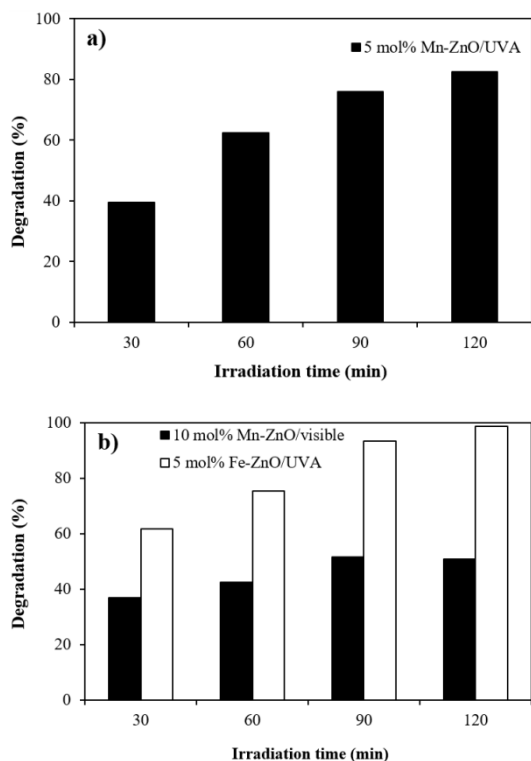 a)
5 mol% Mn-ZnO/UVA
100
80
60
40
20
0
Degradation (%)
30 60 90 120
Irradiation time (min)
b)
10 mol% Mn-ZnO/visible
5 mol% Fe-ZnO/UVA
100
80
60
40
20
0
Degradation (%)
30 60 90 120
Irradiation time (min)